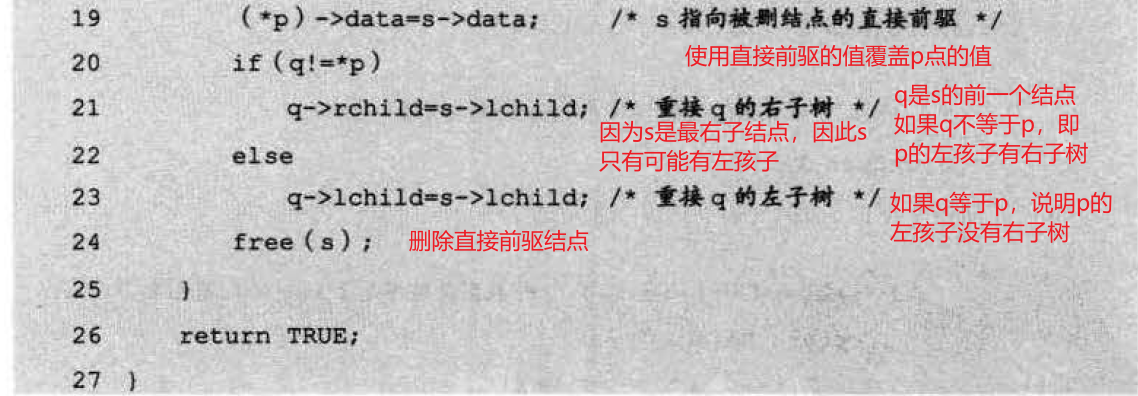 19 (*p)->data=s->data; /* s 指向被删结点的直接前驱 */
使用直接前驱的值覆盖p点的值
20 if(q!=*p)
21 q->rchild=s->lchild; /* 重接 q 的右子树 */
q是s的前一个结点
如果q不等于p，即
p的左孩子有右子树
因为s是最右子结点，因此s
只有可能有左孩子
22 else
23 q->lchild=s->lchild; /* 重接 q 的左子树 */
如果q等于p，说明p的
左孩子没有右子树
24 free(s); 删除直接前驱结点
25 }
26 return TRUE;
27 }